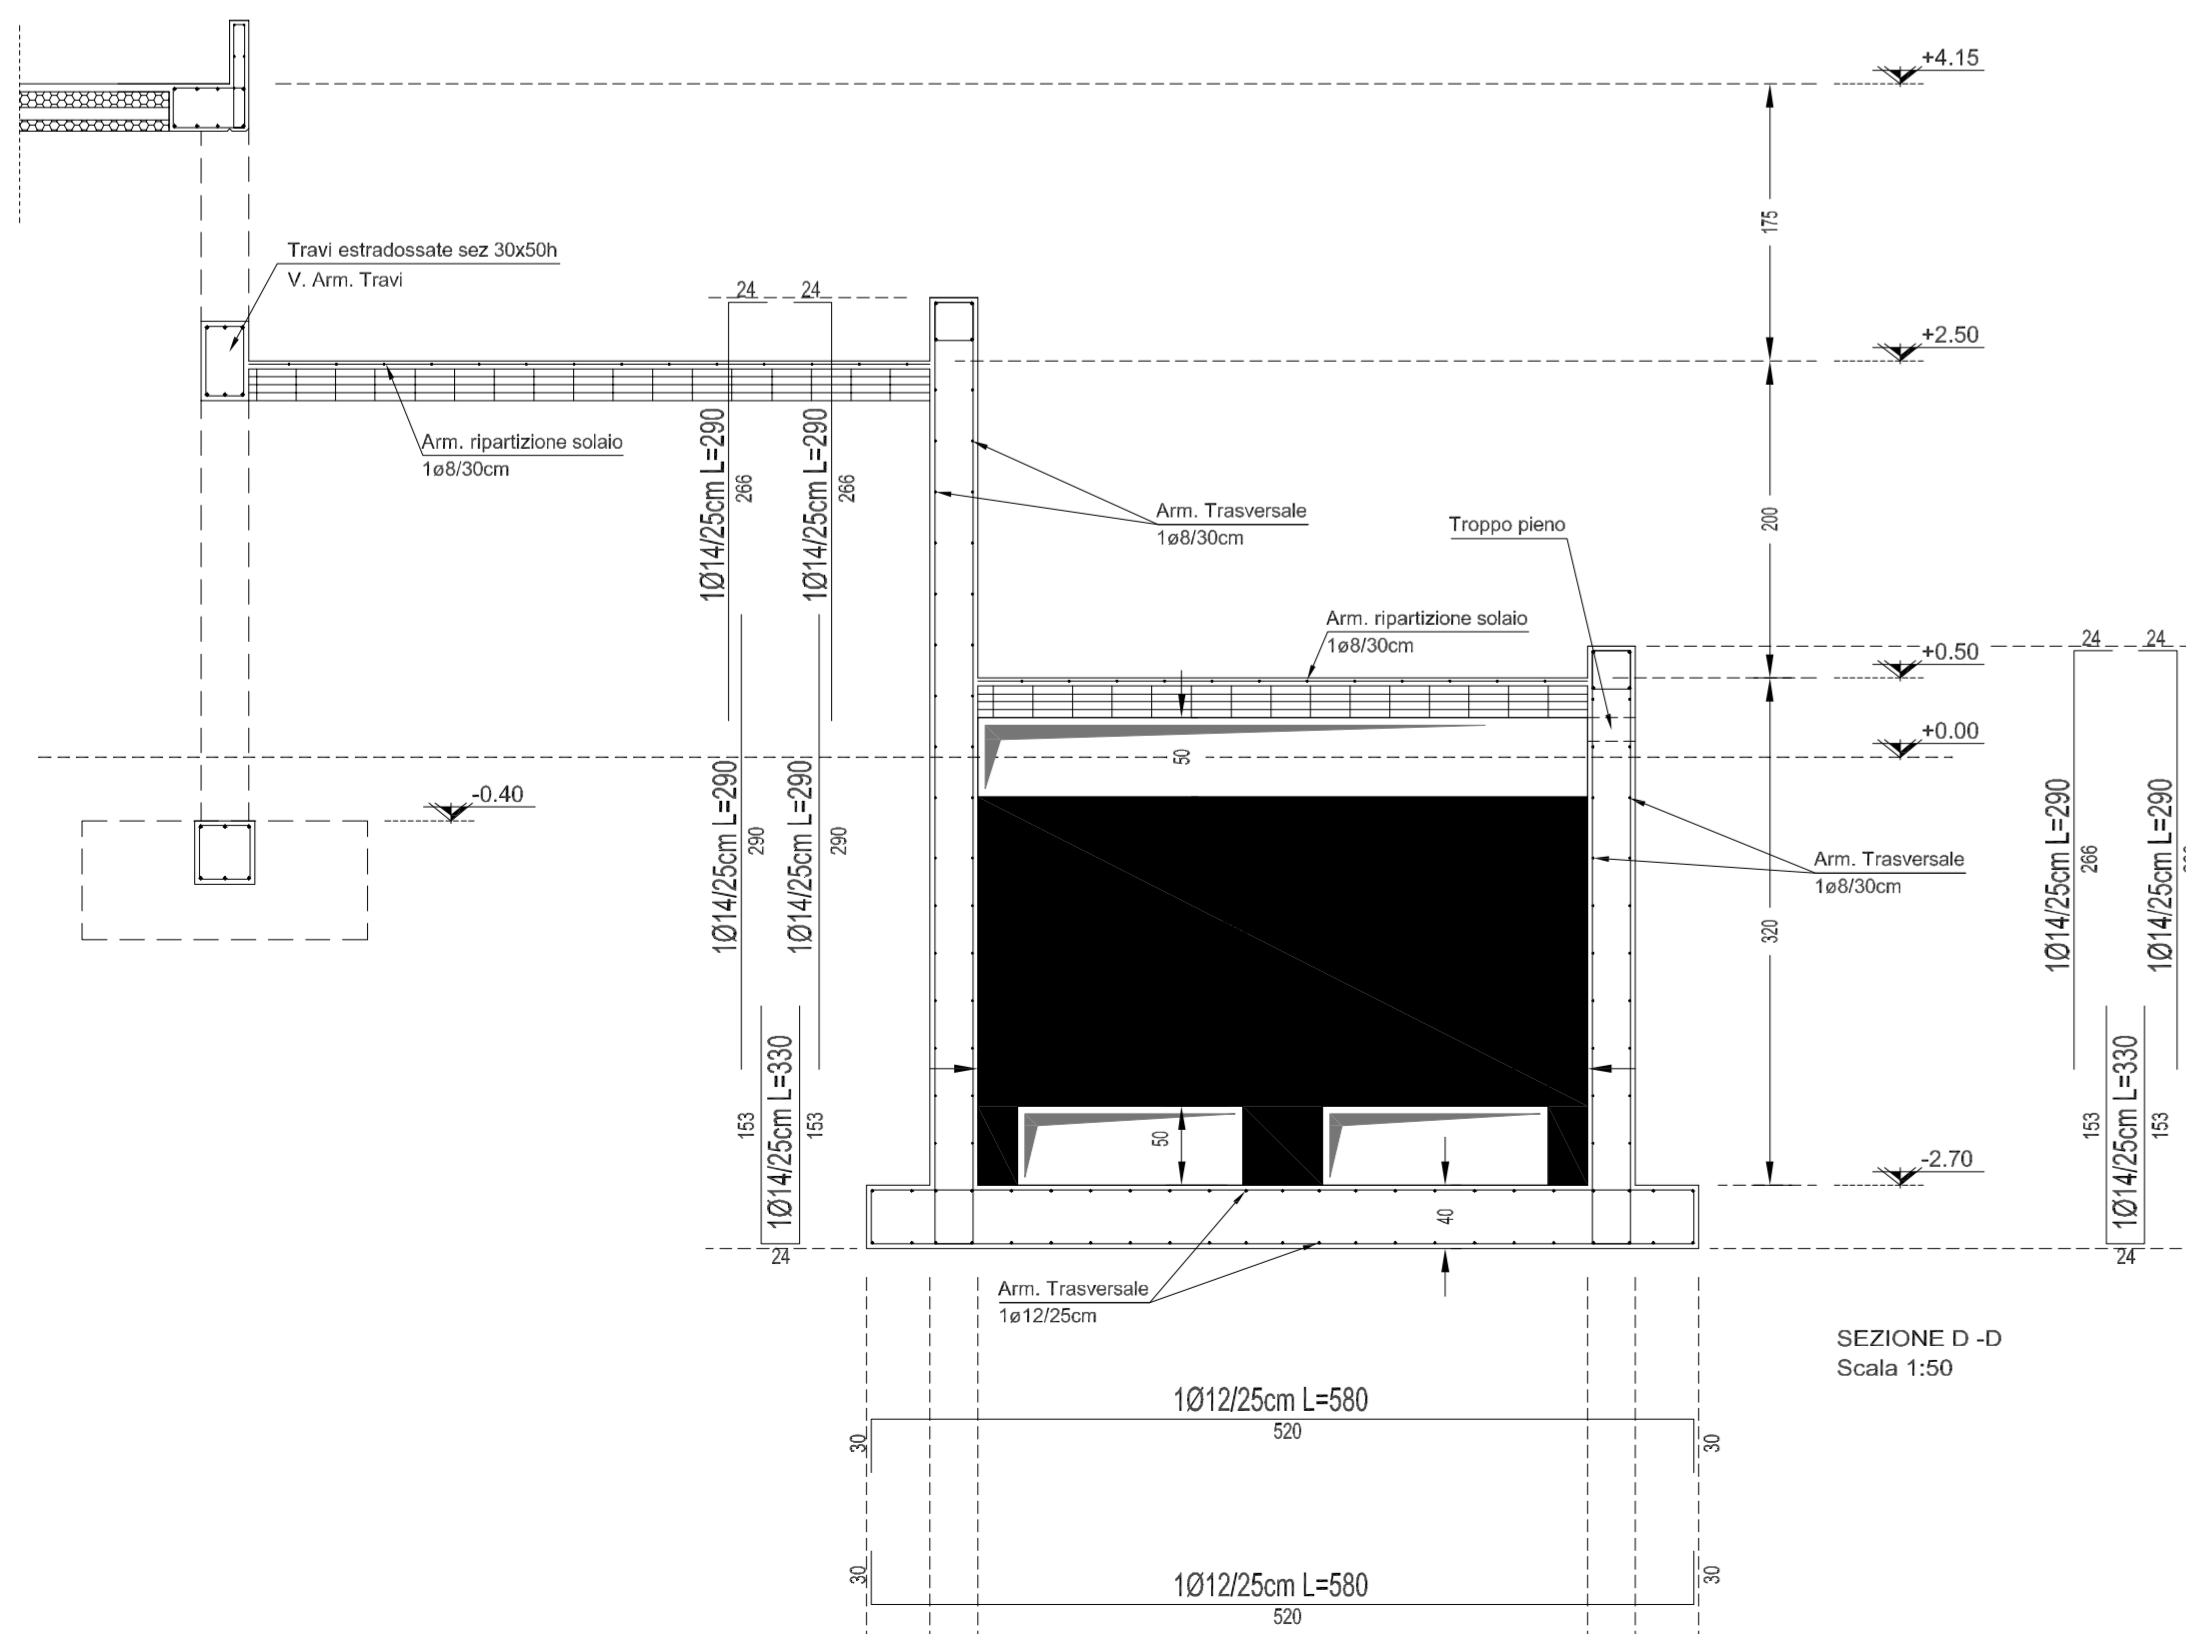 +4.15
175
Travi estradossate sez 30x50h
V. Arm. Travi
24
24
+2.50
Arm. ripartizione solaio
1ø8/30cm
1Ø14/25cm L=290
266
1Ø14/25cm L=290
266
Arm. Trasversale
1ø8/30cm
Troppo pieno
200
Arm. ripartizione solaio
1ø8/30cm
+0.50
24
24
+0.00
50
-0.40
1Ø14/25cm L=290
290
1Ø14/25cm L=290
290
Arm. Trasversale
1ø8/30cm
320
1Ø14/25cm L=290
266
1Ø14/25cm L=290
153
1Ø14/25cm L=330
153
24
50
40
-2.70
153
1Ø14/25cm L=330
153
24
Arm. Trasversale
1ø12/25cm
SEZIONE D -D
Scala 1:50
1Ø12/25cm L=580
520
30
30
30
30
1Ø12/25cm L=580
520